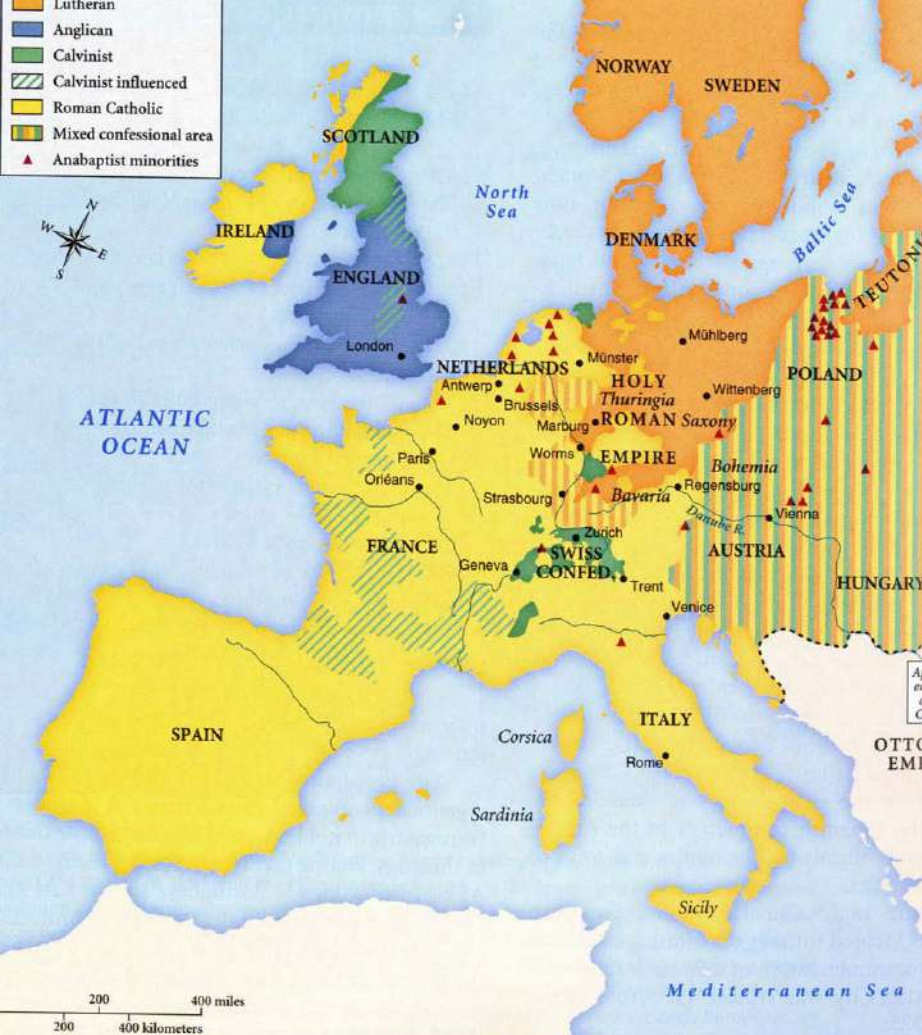 Lutheran
Anglican
Calvinist
Calvinist influenced
Roman Catholic
Mixed confessional area
Anabaptist minorities
N
W
E
S
NORWAY
SWEDEN
SCOTLAND
North
Sea
Baltic Sea
IRELAND
DENMARK
TEUTON
ENGLAND
London
Mühlberg
NETHERLANDS
Münster
POLAND
Antwerp
HOLY
Thuringia
Wittenberg
Brussels
ATLANTIC
OCEAN
Noyon
Marburg
ROMAN
Saxony
Paris
Worms
EMPIRE
Bohemia
Orléans
Strasbourg
Bavaria
Regensburg
Danube R.
Vienna
FRANCE
Zurich
SWISS
CONFED.
AUSTRIA
Geneva
Trent
HUNGARY
Venice
SPAIN
Corsica
ITALY
Rome
OTTO
EMI
Sardinia
Sicily
Mediterranean Sea
200
400 miles
200
400 kilometers